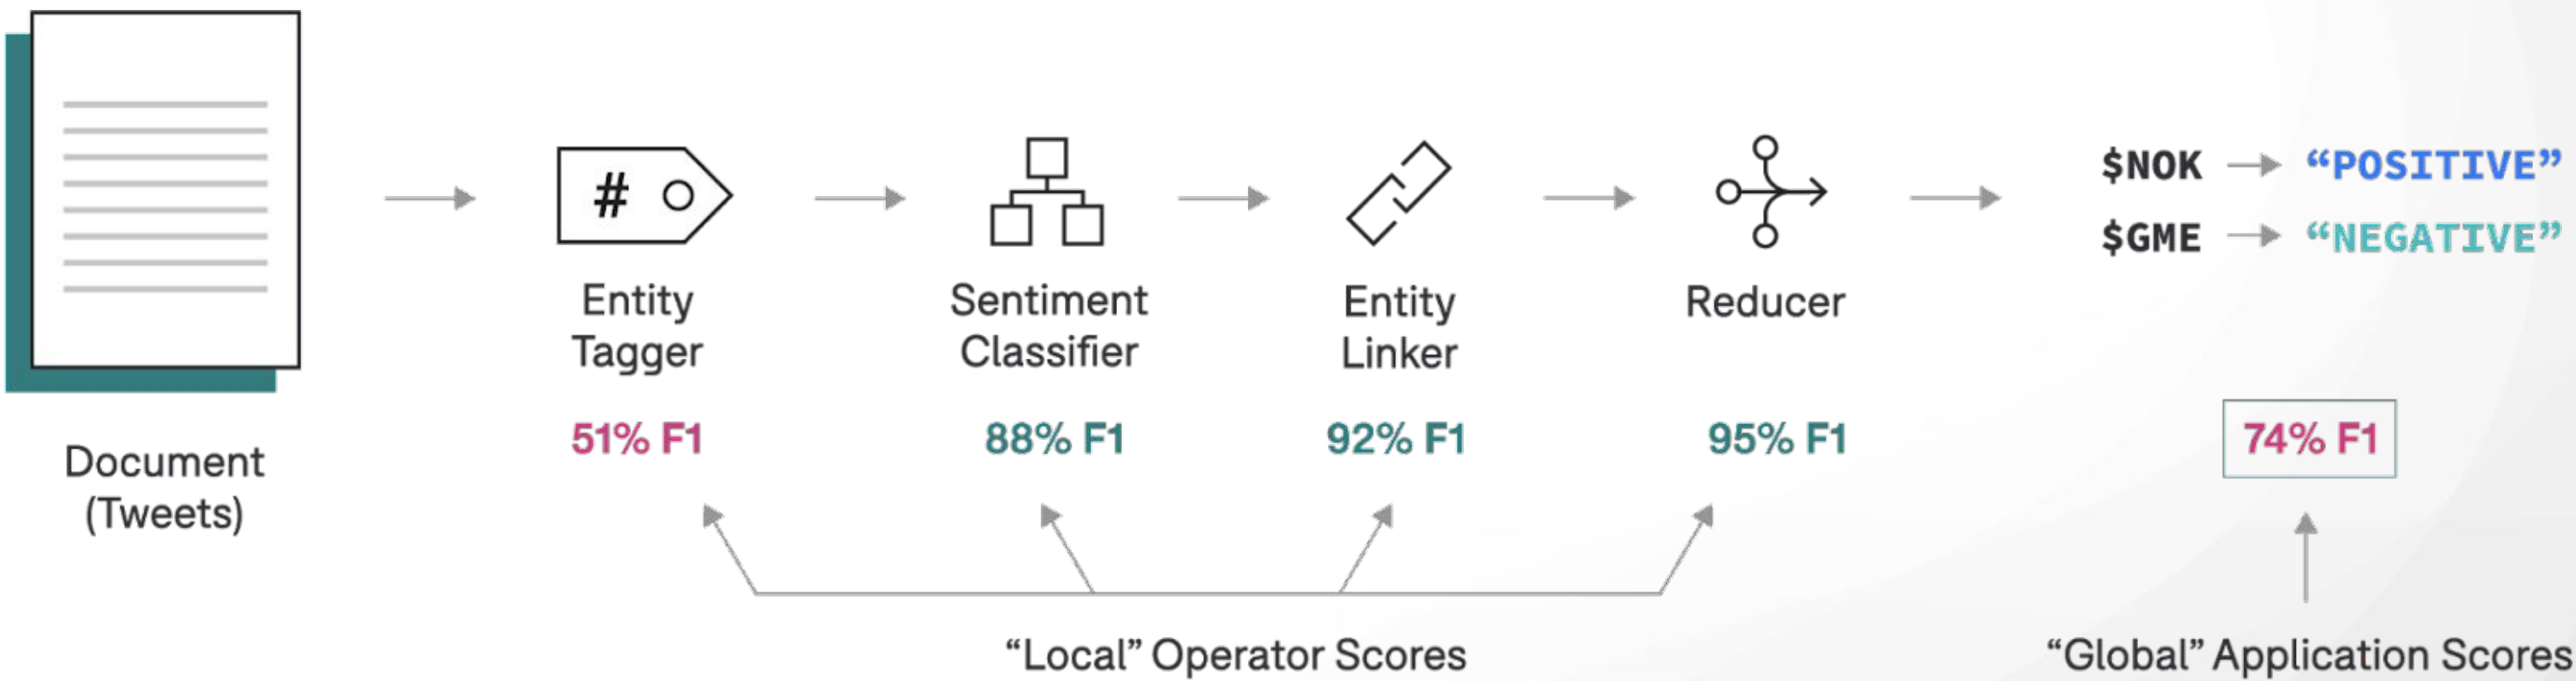 #
Document
(Tweets)
Entity
Tagger
51% F1
Sentiment
Classifier
88% F1
Entity
Linker
92% F1
Reducer
95% F1
$NOK “POSITIVE”
$GME “NEGATIVE”
74% F1
“Local” Operator Scores
“Global” Application Scores